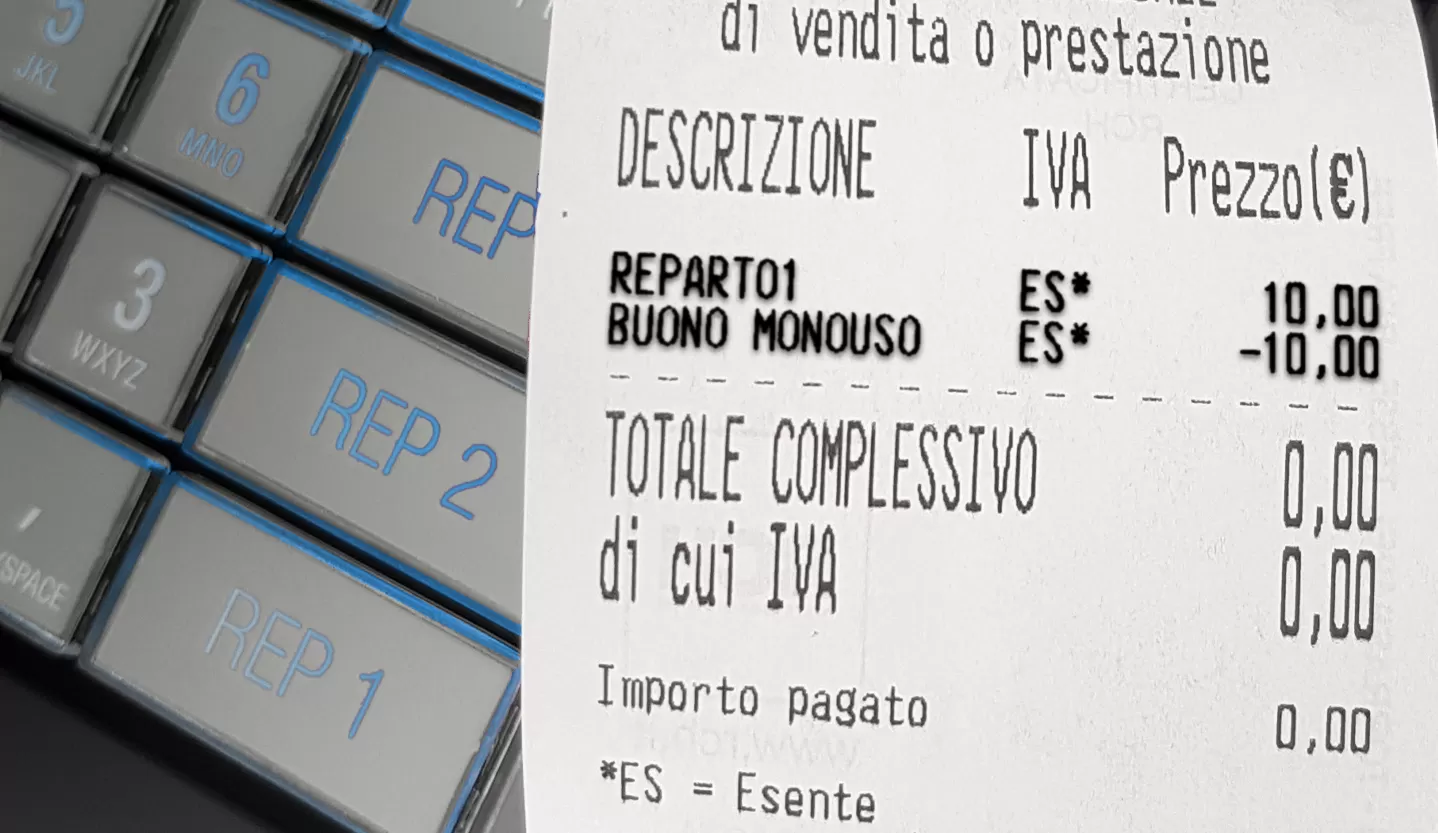 5
JKL
6
MNO
REP
3
WXYZ
REP 2
,
/SPACE
REP 1
di vendita o prestazione
DESCRIZIONE IVA Prezzo(€)
REPARTO1 ES* 10,00
BUONO MONOUSO ES* -10,00
TOTALE COMPLESSIVO 0,00
di cui IVA 0,00
Importo pagato 0,00
*ES = Esente